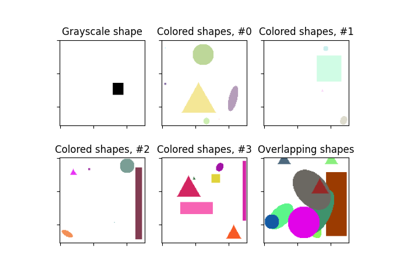 Grayscale shape
Colored shapes, #0
Colored shapes, #1
Colored shapes, #2
Colored shapes, #3
Overlapping shapes